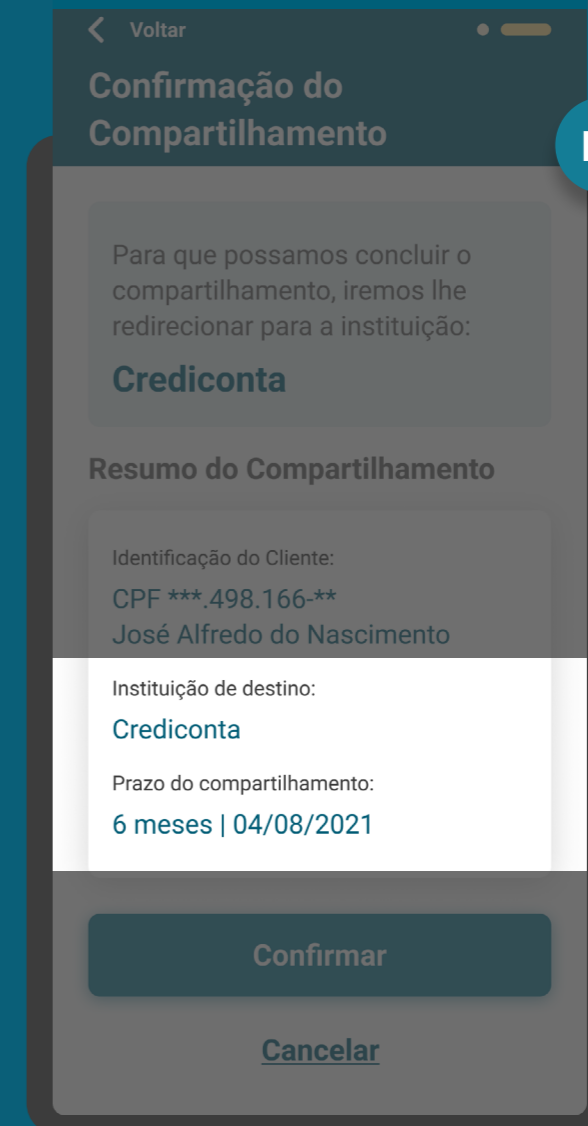 Voltar
Confirmação do
Compartilhamento
Para que possamos concluir o
compartilhamento, iremos lhe
redirecionar para a instituição:
Crediconta
Resumo do Compartilhamento
Identificação do Cliente:
CPF ***.498.166-**
José Alfredo do Nascimento
Instituição de destino:
Crediconta
Prazo do compartilhamento:
6 meses | 04/08/2021
Confirmar
Cancelar